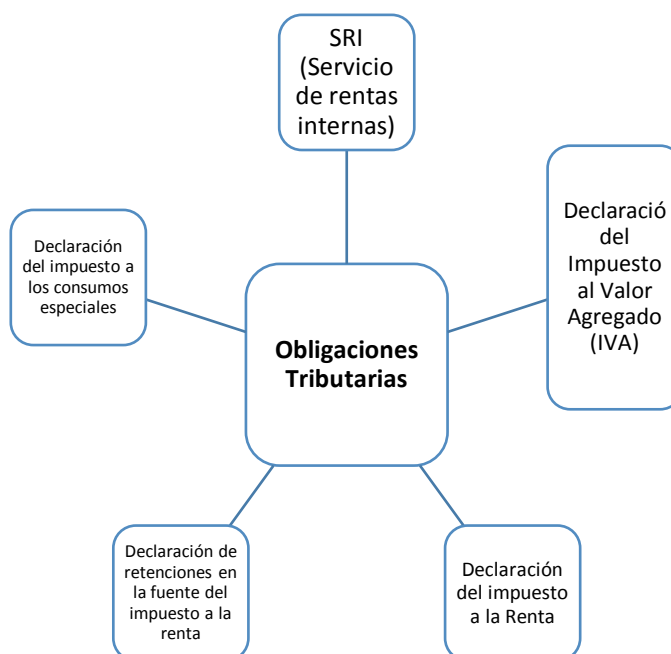 SRI
(Servicio
de rentas
internas)
Declaració
del
Impuesto
al Valor
Agregado
(IVA)
Declaración
del impuesto a
los consumos
especiales
Obligaciones
Tributarias
Declaración de
retenciones en
la fuente del
impuesto a la
renta
Declaración
del impuesto
a la Renta